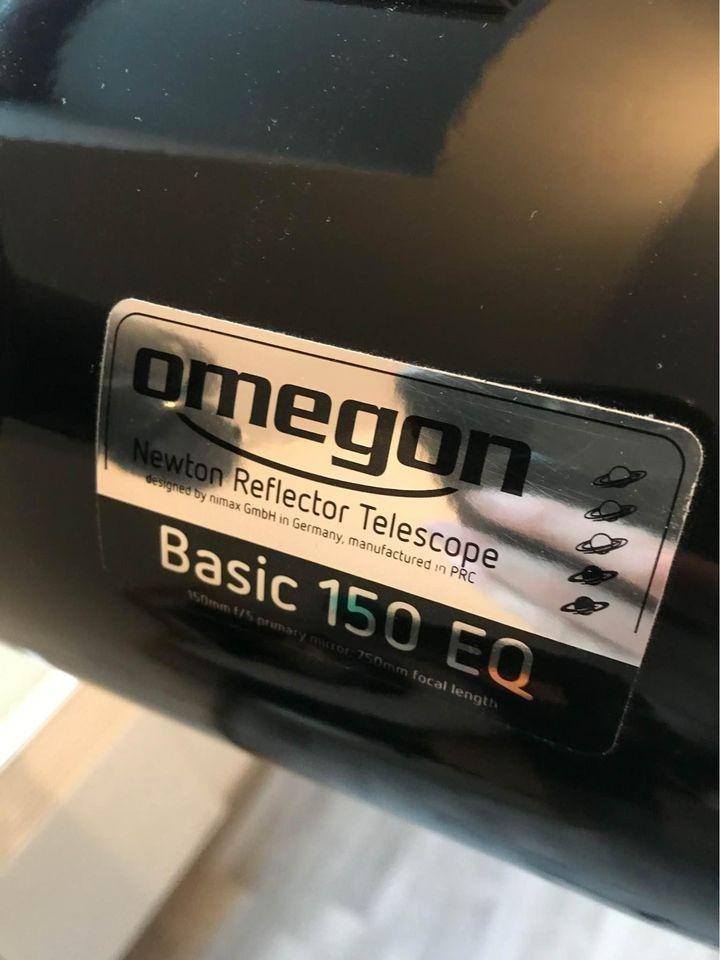 omegon
Newton Reflector Telescope
designed by nimax GmbH in Germany, manufactured in PRC
Basic 150 EQ
150mm f/5 primary mirror, 750mm focal length